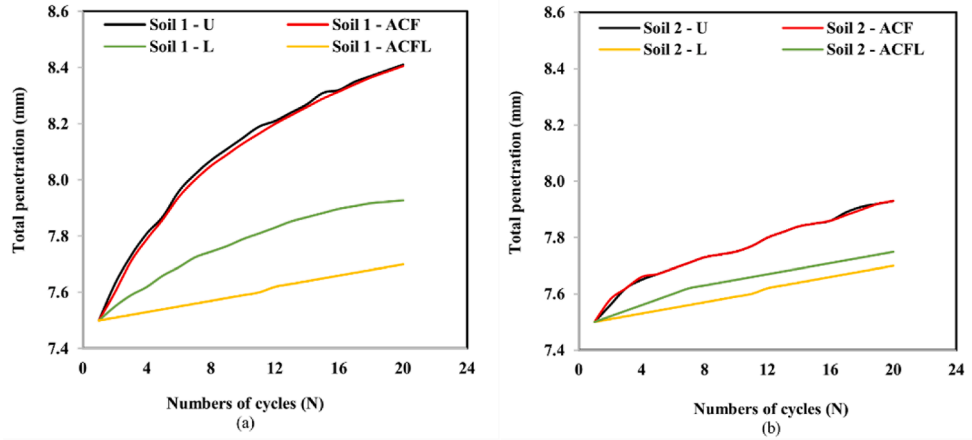 8.6
8.4
8.2
8.0
7.8
7.6
7.4
Total penetration (mm)
Soil 1 - U
Soil 1 - ACF
Soil 1 - L
Soil 1 - ACFL
0 4 8 12 16 20 24
Numbers of cycles (N)
(a)
8.6
8.4
8.2
8.0
7.8
7.6
7.4
Total penetration (mm)
Soil 2 - U
Soil 2 - ACF
Soil 2 - L
Soil 2 - ACFL
0 4 8 12 16 20 24
Numbers of cycles (N)
(b)